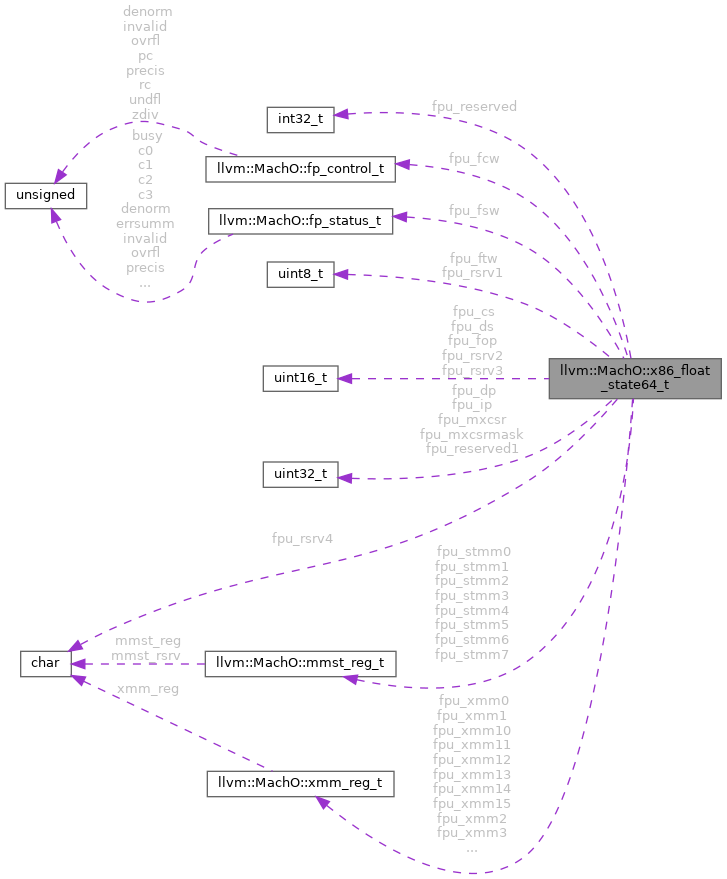 denorm
invalid
ovrfl
pc
precis
rc
undfl
zdiv
int32_t
fpu_reserved
busy
c0
c1
c2
c3
denorm
errsumm
invalid
ovrfl
precis
...
unsigned
llvm::MachO::fp_control_t
fpu_fcw
llvm::MachO::fp_status_t
fpu_fsw
uint8_t
fpu_ftw
fpu_rsrv1
uint16_t
fpu_cs
fpu_ds
fpu_fop
fpu_rsrv2
fpu_rsrv3
llvm::MachO::x86_float
_state64_t
fpu_dp
fpu_ip
fpu_mxcsr
fpu_mxcsrmask
fpu_reserved1
uint32_t
fpu_rsrv4
fpu_stmm0
fpu_stmm1
fpu_stmm2
fpu_stmm3
fpu_stmm4
fpu_stmm5
fpu_stmm6
fpu_stmm7
char
mmst_reg
mmst_rsrv
llvm::MachO::mmst_reg_t
xmm_reg
llvm::MachO::xmm_reg_t
fpu_xmm0
fpu_xmm1
fpu_xmm10
fpu_xmm11
fpu_xmm12
fpu_xmm13
fpu_xmm14
fpu_xmm15
fpu_xmm2
fpu_xmm3
...